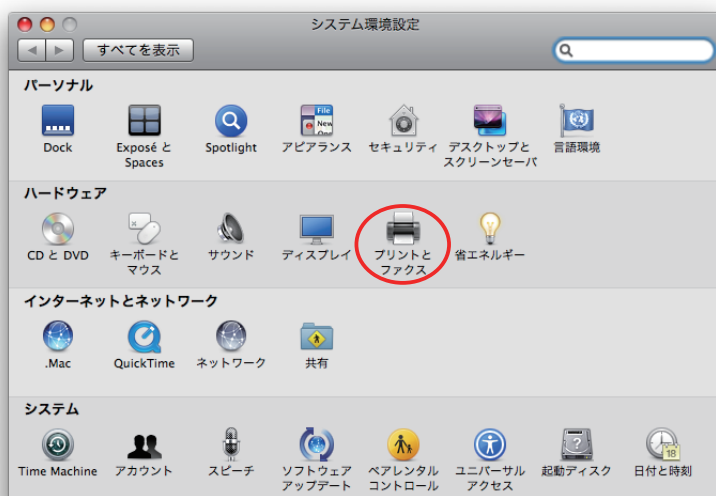 システム環境設定
すべてを表示
パーソナル
Dock
Exposé と
Spaces
Spotlight
File
New
アピアランス
セキュリティ
デスクトップと
スクリーンセーバ
言語環境
ハードウェア
CD と DVD
キーボードと
マウス
サウンド
ディスプレイ
プリントと
ファクス
省エネルギー
インターネットとネットワーク
.Mac
QuickTime
ネットワーク
共有
システム
Time Machine
アカウント
スピーチ
ソフトウェア
アップデート
ペアレンタル
コントロール
ユニバーサル
アクセス
?
起動ディスク
18
日付と時刻